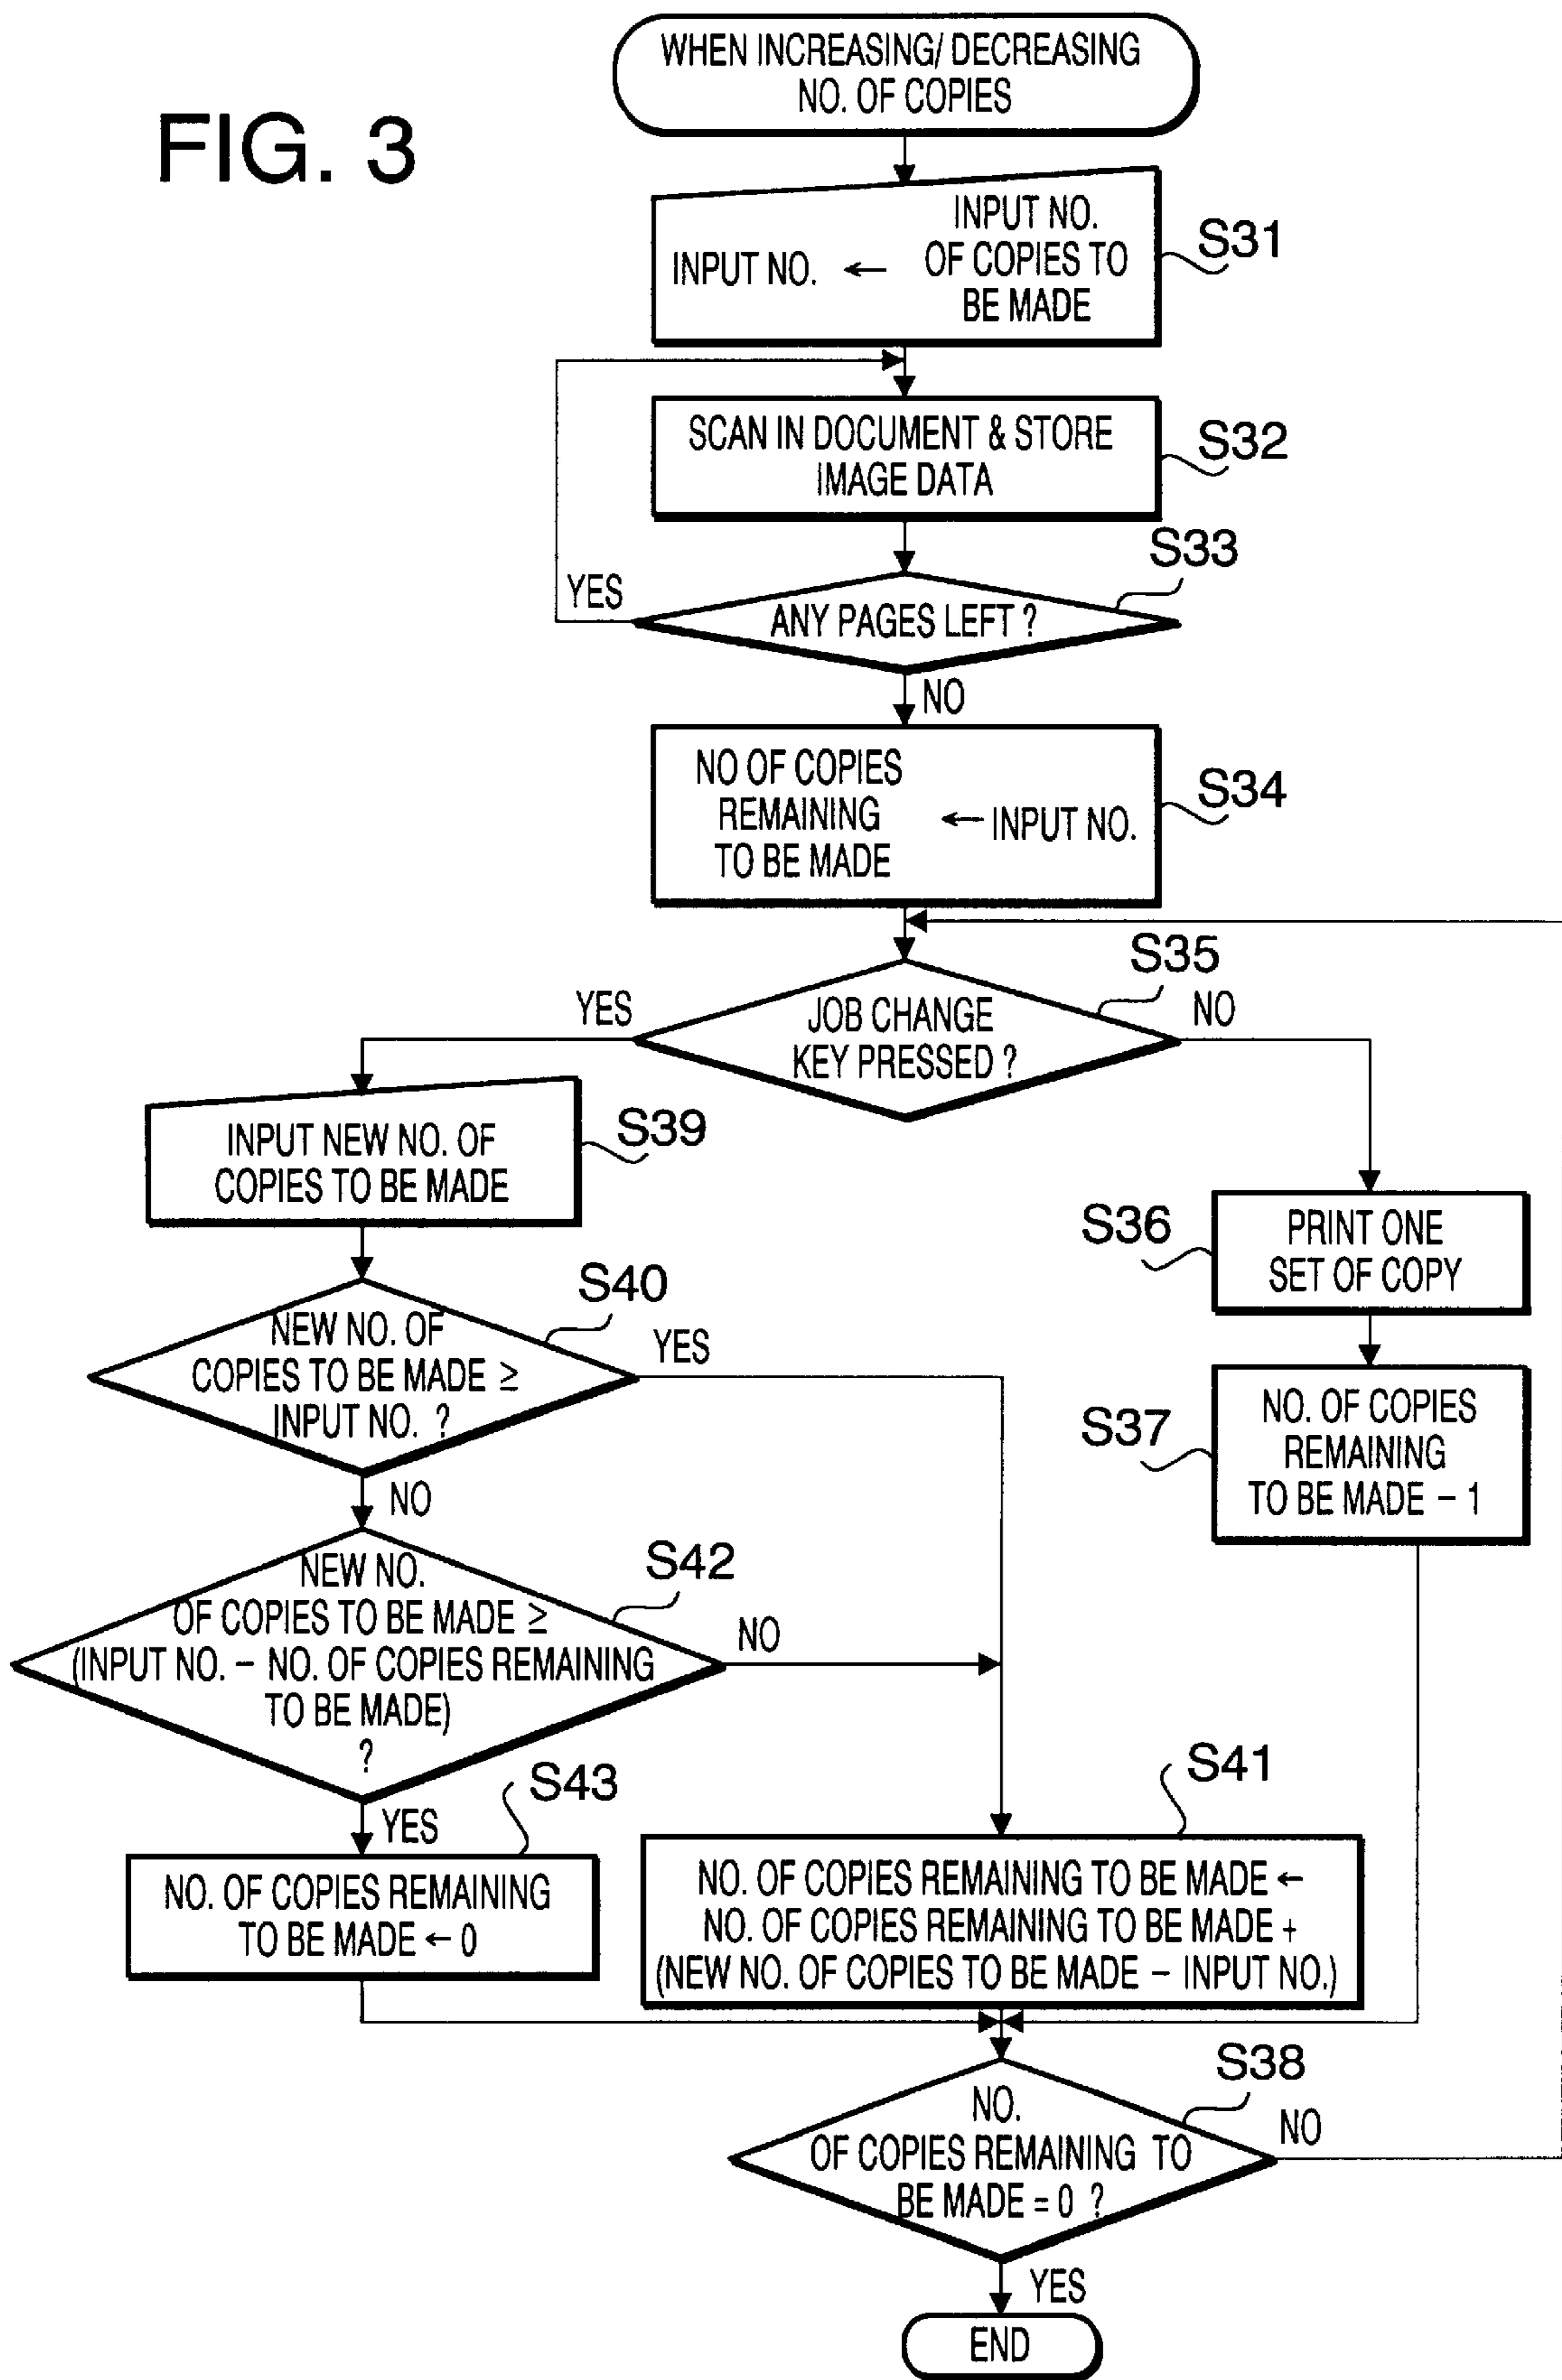 FIG. 3
WHEN INCREASING/ DECREASING
NO. OF COPIES
INPUT NO. ←
INPUT NO.
OF COPIES TO
BE MADE
S31
SCAN IN DOCUMENT & STORE
IMAGE DATA
S32
S33
YES
ANY PAGES LEFT ?
NO
NO OF COPIES
REMAINING
TO BE MADE
← INPUT NO.
S34
S35
YES
JOB CHANGE
KEY PRESSED ?
NO
INPUT NEW NO. OF
COPIES TO BE MADE
S39
S36
PRINT ONE
SET OF COPY
S40
NEW NO. OF
COPIES TO BE MADE ≥
INPUT NO. ?
YES
NO
S37
NO. OF COPIES
REMAINING
TO BE MADE – 1
S42
NEW NO.
OF COPIES TO BE MADE ≥
(INPUT NO. – NO. OF COPIES REMAINING
TO BE MADE)
?
NO
YES
S43
NO. OF COPIES REMAINING
TO BE MADE ← 0
S41
NO. OF COPIES REMAINING TO BE MADE ←
NO. OF COPIES REMAINING TO BE MADE +
(NEW NO. OF COPIES TO BE MADE – INPUT NO.)
S38
NO.
OF COPIES REMAINING TO
BE MADE = 0 ?
NO
YES
END